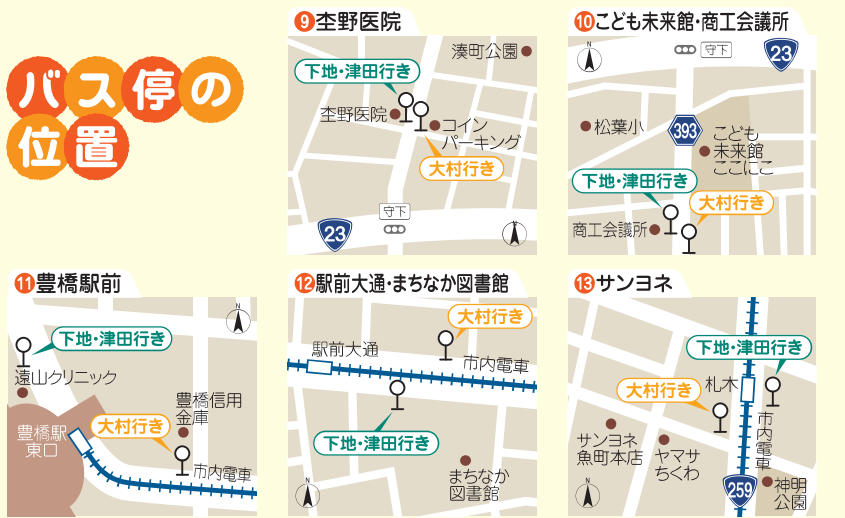 バス停の
位置
9 杢野医院
N
湊町公園
下地・津田行き
杢野医院
コイン
パーキング
大村行き
守下
23
10 こども未来館・商工会議所
N
守下
23
393
松葉小
こども
未来館
ここにこ
下地・津田行き
大村行き
商工会議所
11 豊橋駅前
N
下地・津田行き
遠山クリニック
豊橋信用
金庫
大村行き
豊橋駅
東口
市内電車
12 駅前大通・まちなか図書館
大村行き
駅前大通
市内電車
下地・津田行き
まちなか
図書館
N
13 サンヨネ
下地・津田行き
大村行き
札木
サンヨネ
魚町本店
ヤマサ
ちくわ
市内電車
259
神明
公園
N